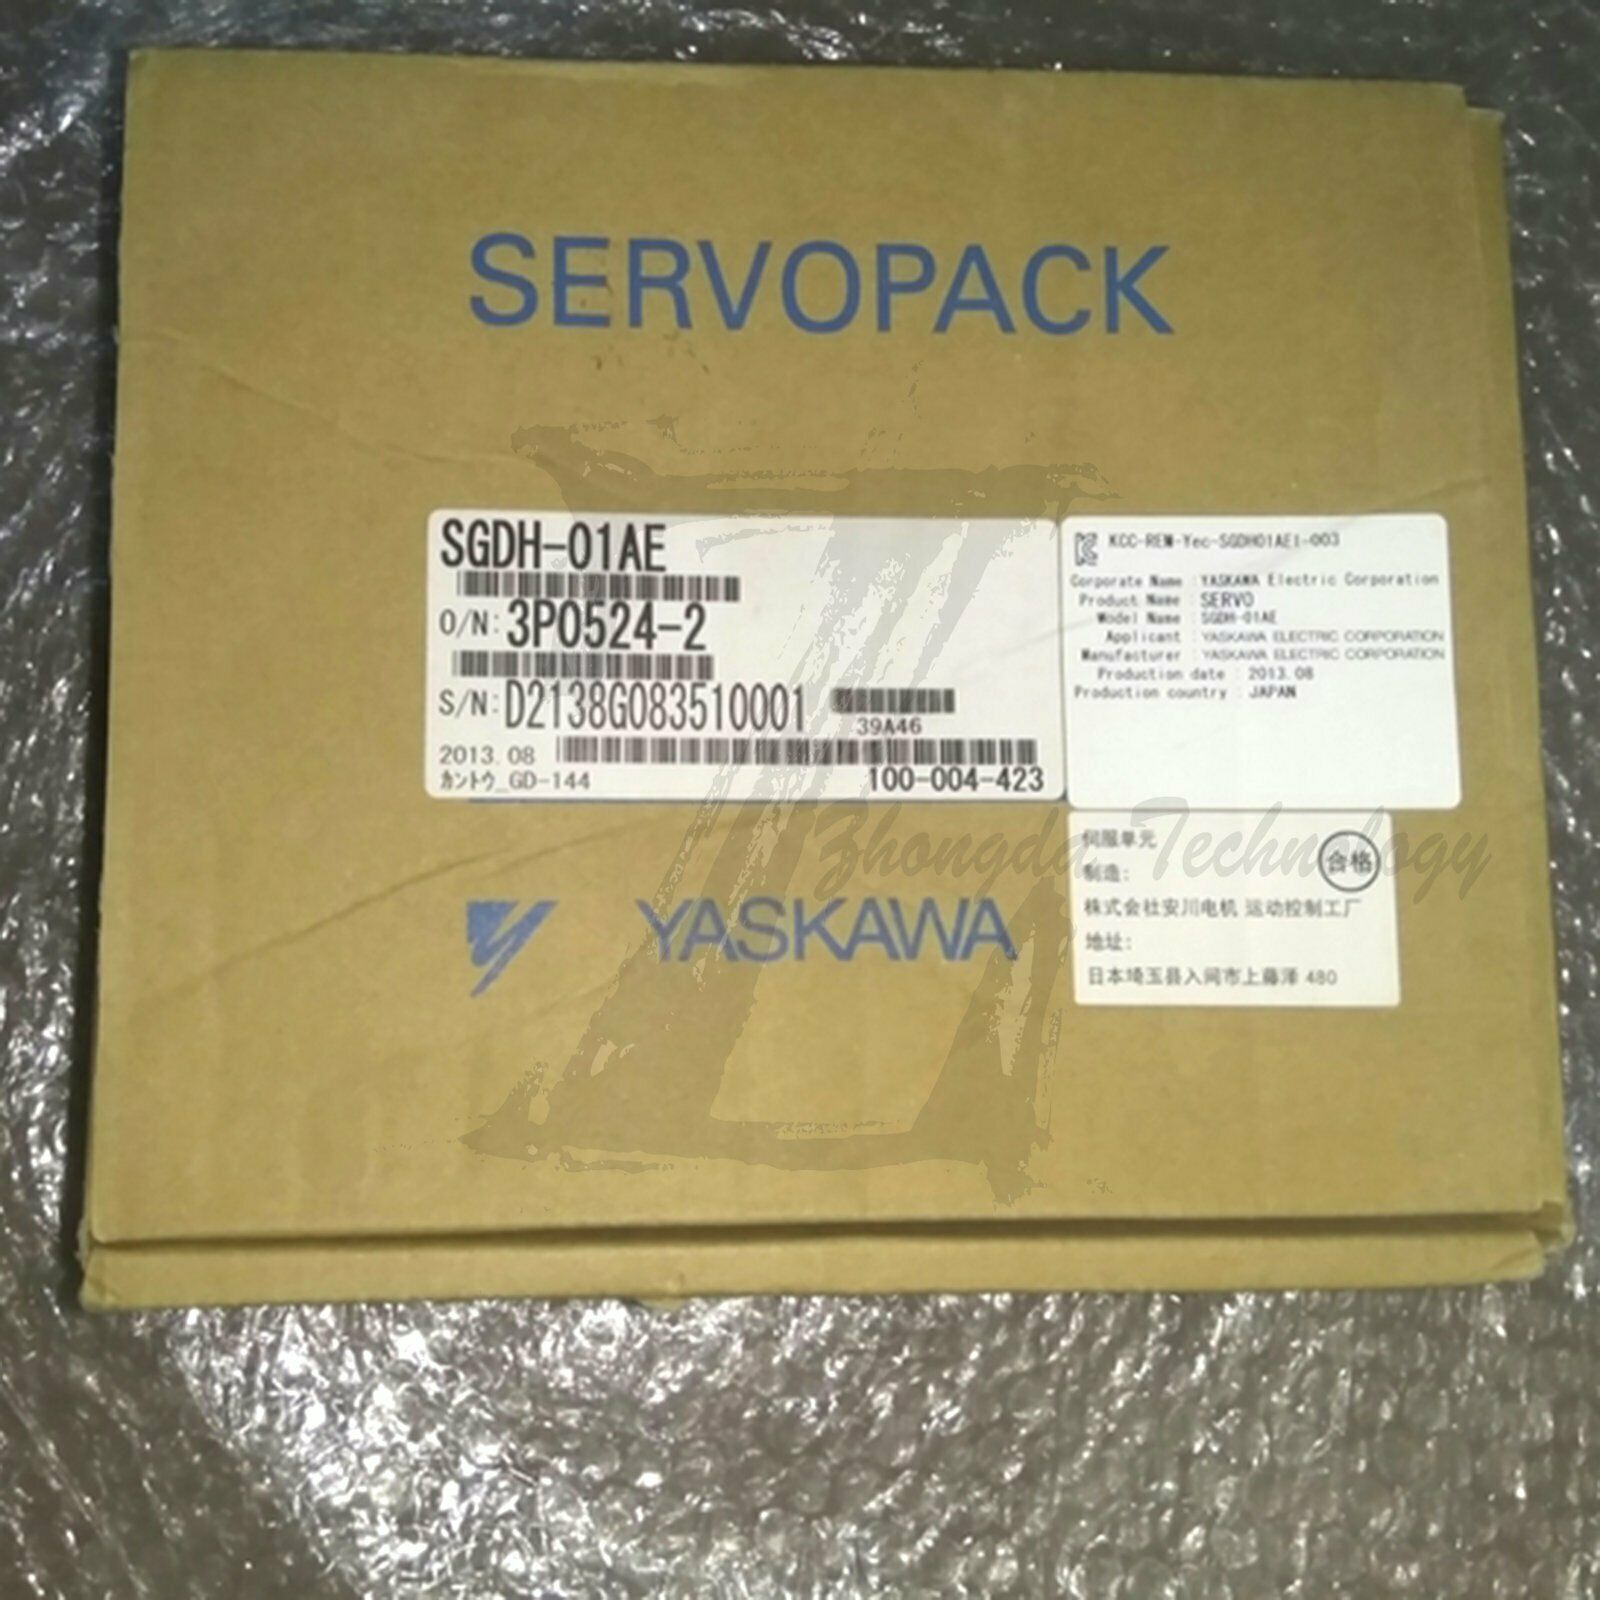 SERVOPACK
SGDH-01AE
O/N: 3P0524-2
S/N: D2138G083510001
39A46
2013.08
カントウ_GD-144
100-004-423
KCC-REM-Yec-SGDH01AEI-003
Corporate Name : YASKAWA Electric Corporation
Product Name : SERVO
Model Name : SGDH-01AE
Applicant : YASKAWA ELECTRIC CORPORATION
Manufacturer : YASKAWA ELECTRIC CORPORATION
Production date : 2013.08
Production country : JAPAN
Zhongda Technology
伺服单元
合格
制造:
株式会社安川电机 运动控制工厂
地址:
日本埼玉县入间市上藤泽 480
YASKAWA